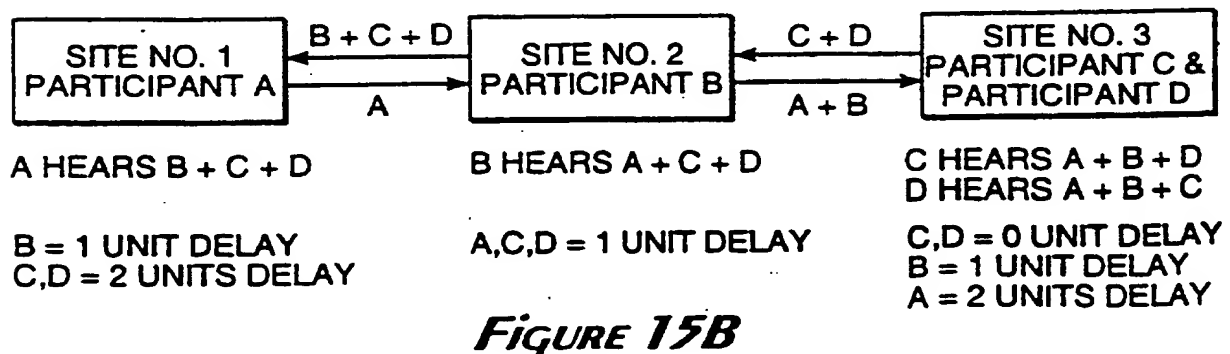 SITE NO. 1
PARTICIPANT A
B + C + D
A
SITE NO. 2
PARTICIPANT B
C + D
A + B
SITE NO. 3
PARTICIPANT C &
PARTICIPANT D
A HEARS B + C + D
B = 1 UNIT DELAY
C,D = 2 UNITS DELAY
B HEARS A + C + D
A,C,D = 1 UNIT DELAY
C HEARS A + B + D
D HEARS A + B + C
C,D = 0 UNIT DELAY
B = 1 UNIT DELAY
A = 2 UNITS DELAY
FIGURE 15B